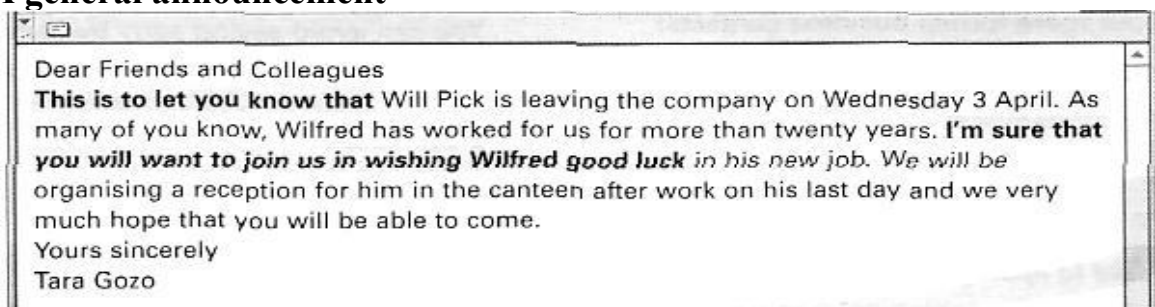 general announcement
Dear Friends and Colleagues
This is to let you know that Will Pick is leaving the company on Wednesday 3 April. As
many of you know, Wilfred has worked for us for more than twenty years. I'm sure that
you will want to join us in wishing Wilfred good luck in his new job. We will be
organising a reception for him in the canteen after work on his last day and we very
much hope that you will be able to come.
Yours sincerely
Tara Gozo